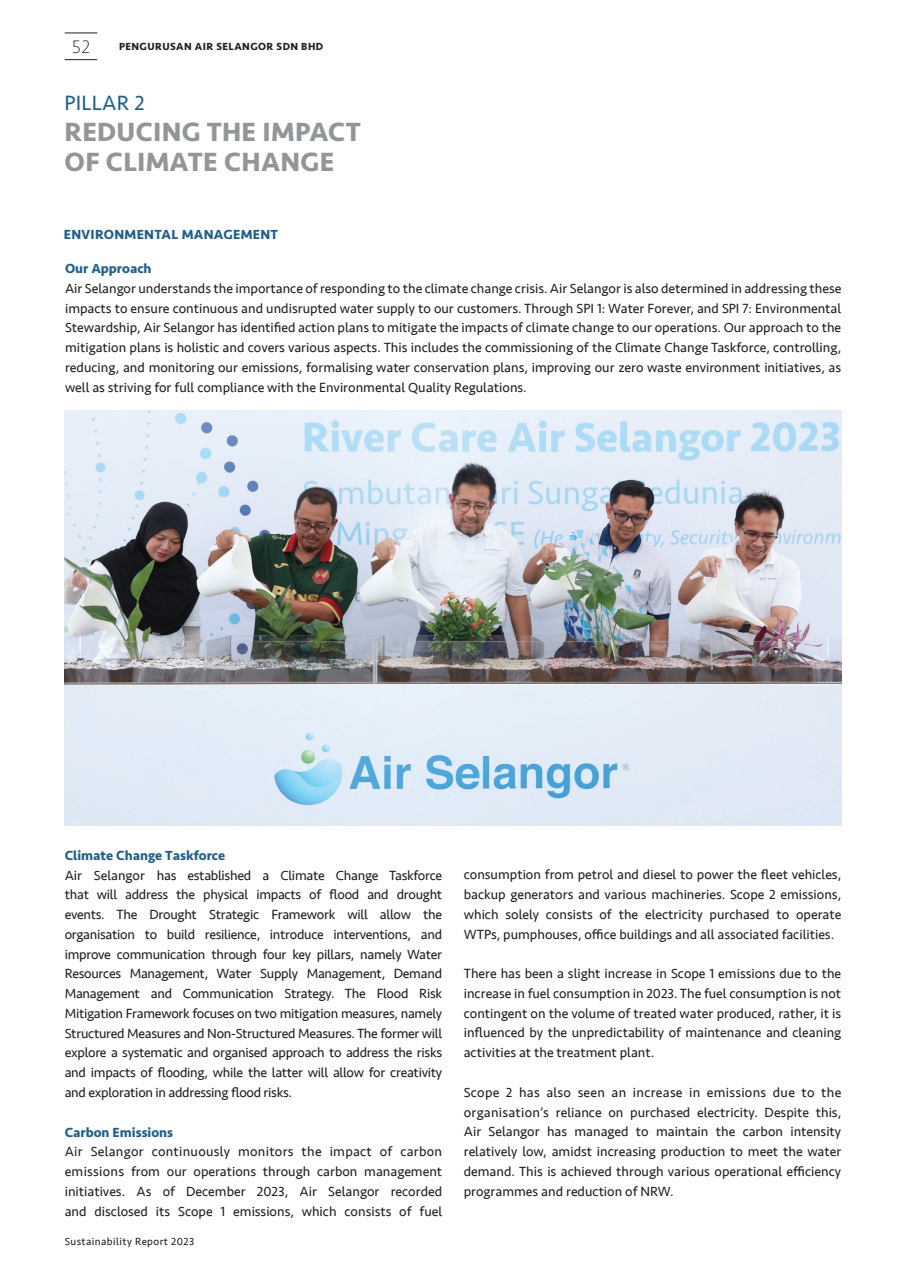 52
PENGURUSAN AIR SELANGOR SDN BHD
PILLAR 2
REDUCING THE IMPACT
OF CLIMATE CHANGE
ENVIRONMENTAL MANAGEMENT
Our Approach
Air Selangor understands the importance of responding to the climate change crisis. Air Selangor is also determined in addressing these
impacts to ensure continuous and undisrupted water supply to our customers. Through SPI 1: Water Forever, and SPI 7: Environmental
Stewardship, Air Selangor has identified action plans to mitigate the impacts of climate change to our operations. Our approach to the
mitigation plans is holistic and covers various aspects. This includes the commissioning of the Climate Change Taskforce, controlling,
reducing, and monitoring our emissions, formalising water conservation plans, improving our zero waste environment initiatives, as
well as striving for full compliance with the Environmental Quality Regulations.
River Care Air Selangor 2023
Security
PKNS
Air Selangor
Climate Change Taskforce
Air Selangor has established a Climate Change Taskforce
that will address the physical impacts of flood and drought
events. The Drought Strategic Framework will allow the
organisation to build resilience, introduce interventions, and
improve communication through four key pillars, namely Water
Resources Management, Water Supply Management, Demand
Management and Communication Strategy. The Flood Risk
Mitigation Framework focuses on two mitigation measures, namely
Structured Measures and Non-Structured Measures. The former will
explore a systematic and organised approach to address the risks
and impacts of flooding, while the latter will allow for creativity
and exploration in addressing flood risks.
Carbon Emissions
Air Selangor continuously monitors the impact of carbon
emissions from our operations through carbon management
initiatives. As of December 2023, Air Selangor recorded
and disclosed its Scope 1 emissions, which consists of fuel
consumption from petrol and diesel to power the fleet vehicles,
backup generators and various machineries. Scope 2 emissions,
which solely consists of the electricity purchased to operate
WTPs, pumphouses, office buildings and all associated facilities.
There has been a slight increase in Scope 1 emissions due to the
increase in fuel consumption in 2023. The fuel consumption is not
contingent on the volume of treated water produced, rather, it is
influenced by the unpredictability of maintenance and cleaning
activities at the treatment plant.
Scope 2 has also seen an increase in emissions due to the
organisation's reliance on purchased electricity. Despite this,
Air Selangor has managed to maintain the carbon intensity
relatively low, amidst increasing production to meet the water
demand. This is achieved through various operational efficiency
programmes and reduction of NRW.
Sustainability Report 2023